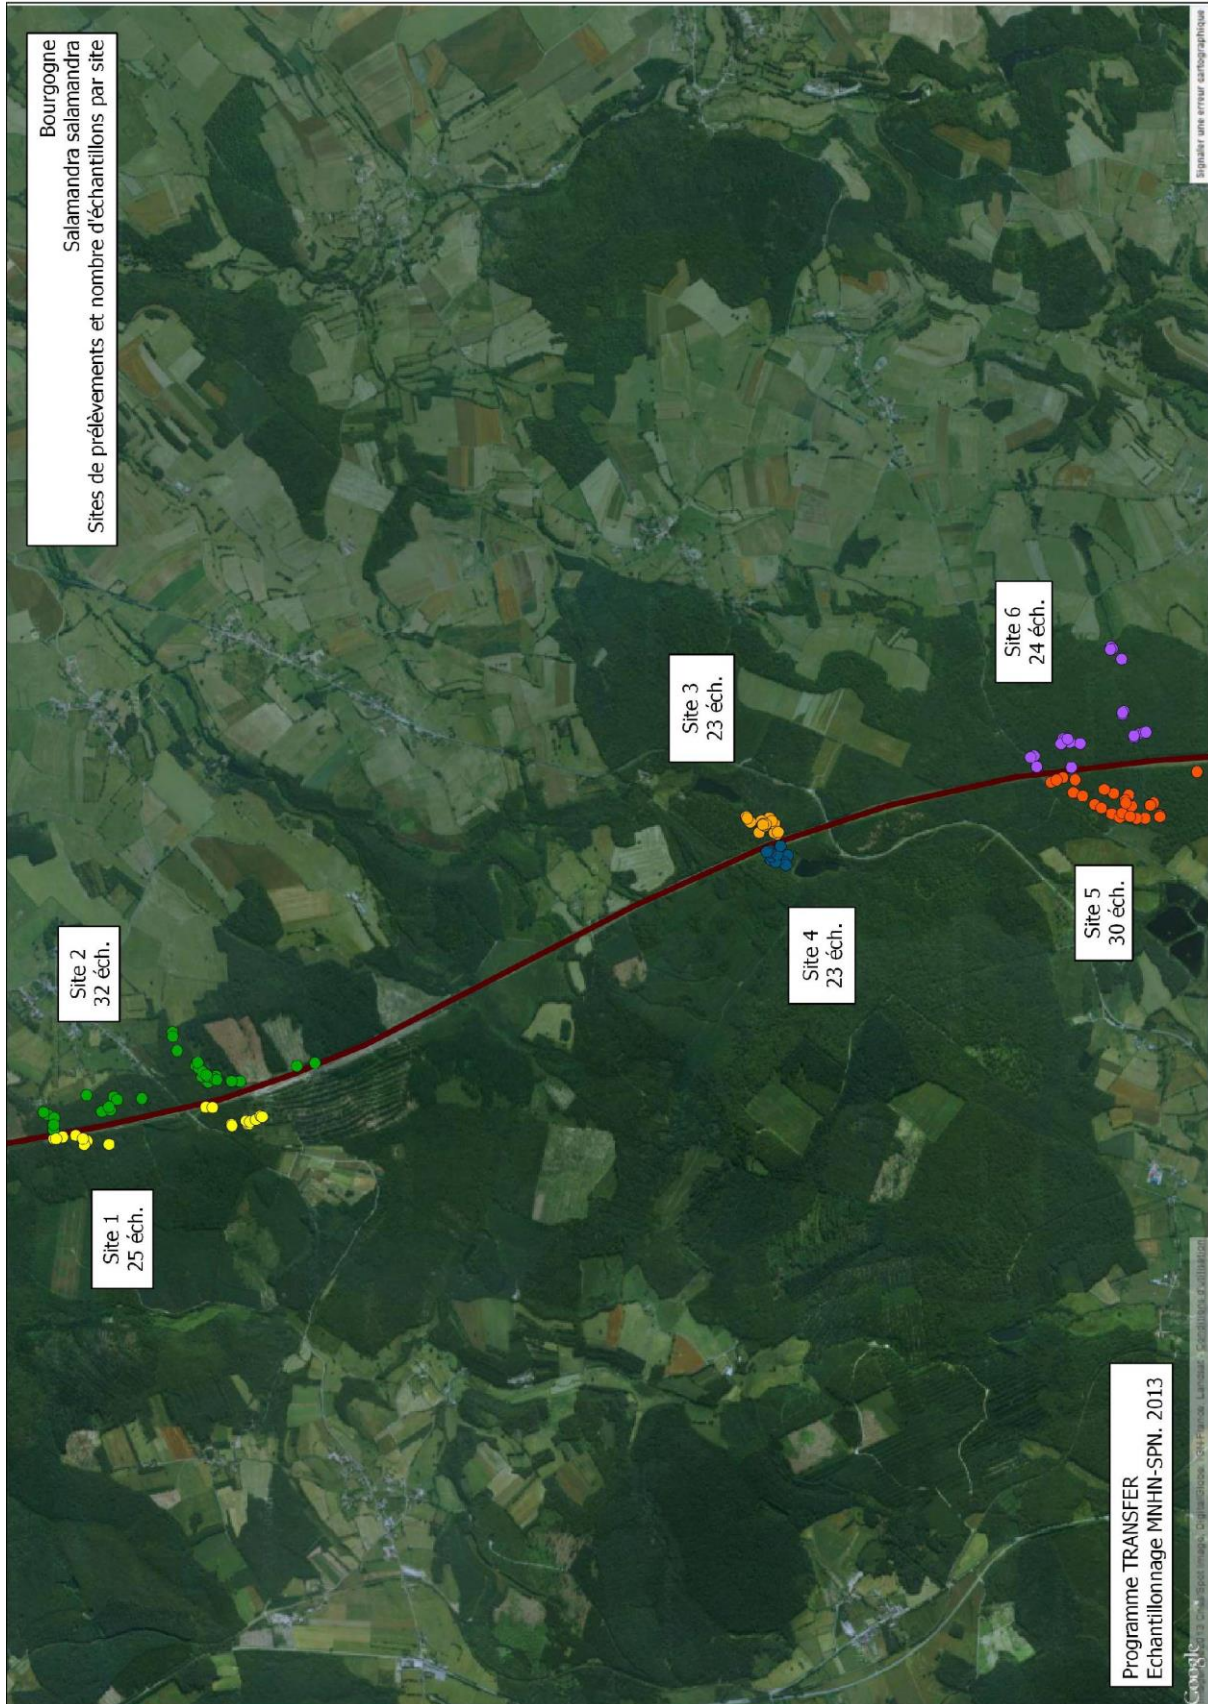 Bourgogne
Salamandra salamandra
Sites de prélèvements et nombre d'échantillons par site
Site 1
25 éch.
Site 2
32 éch.
Site 3
23 éch.
Site 4
23 éch.
Site 5
30 éch.
Site 6
24 éch.
Programme TRANSFER
Echantillonnage MNHN-SPN. 2013
Google
Signaler une erreur cartographique